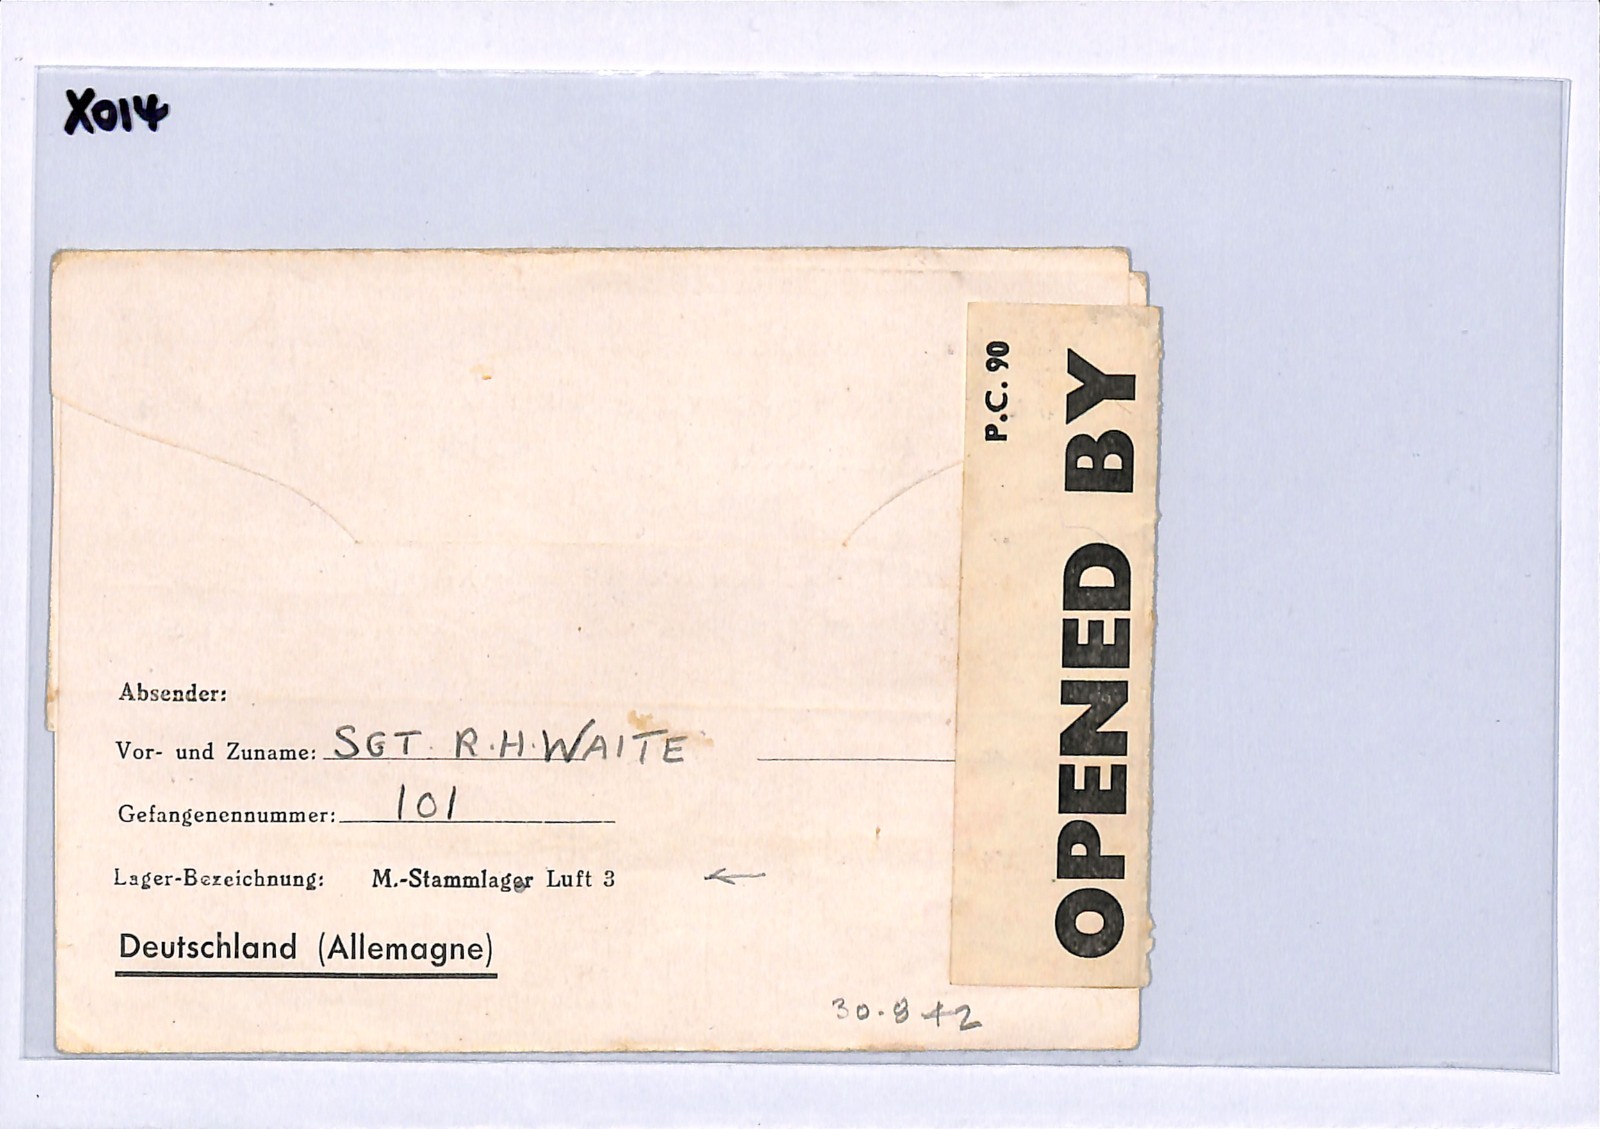 X014
P.C. 90
OPENED BY
Absender:
Vor- und Zuname: SGT. R.H. WAITE
Gefangenennummer: 101
Lager-Bezeichnung: M.-Stammlager Luft 3
Deutschland (Allemagne)
30.8 42